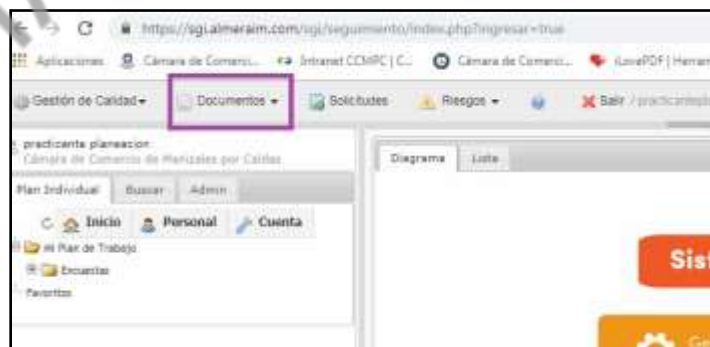 https://sgi.almeraim.com/sgi/seguimiento/index.php?ingresar=true
Aplicaciones Cámara de Comerci... Intranet CCMPC | C... Cámara de Comerci... iLovePDF | Herram
Gestión de Calidad Documentos Solicitudes Riesgos Salir /
practicante planeacion
Cámara de Comercio de Manizales por Caldas
Diagrama Lista
Plan Individual Buscar Admin
Inicio Personal Cuenta
Mi Plan de Trabajo
Encuestas
Favoritos
Sist
Ge